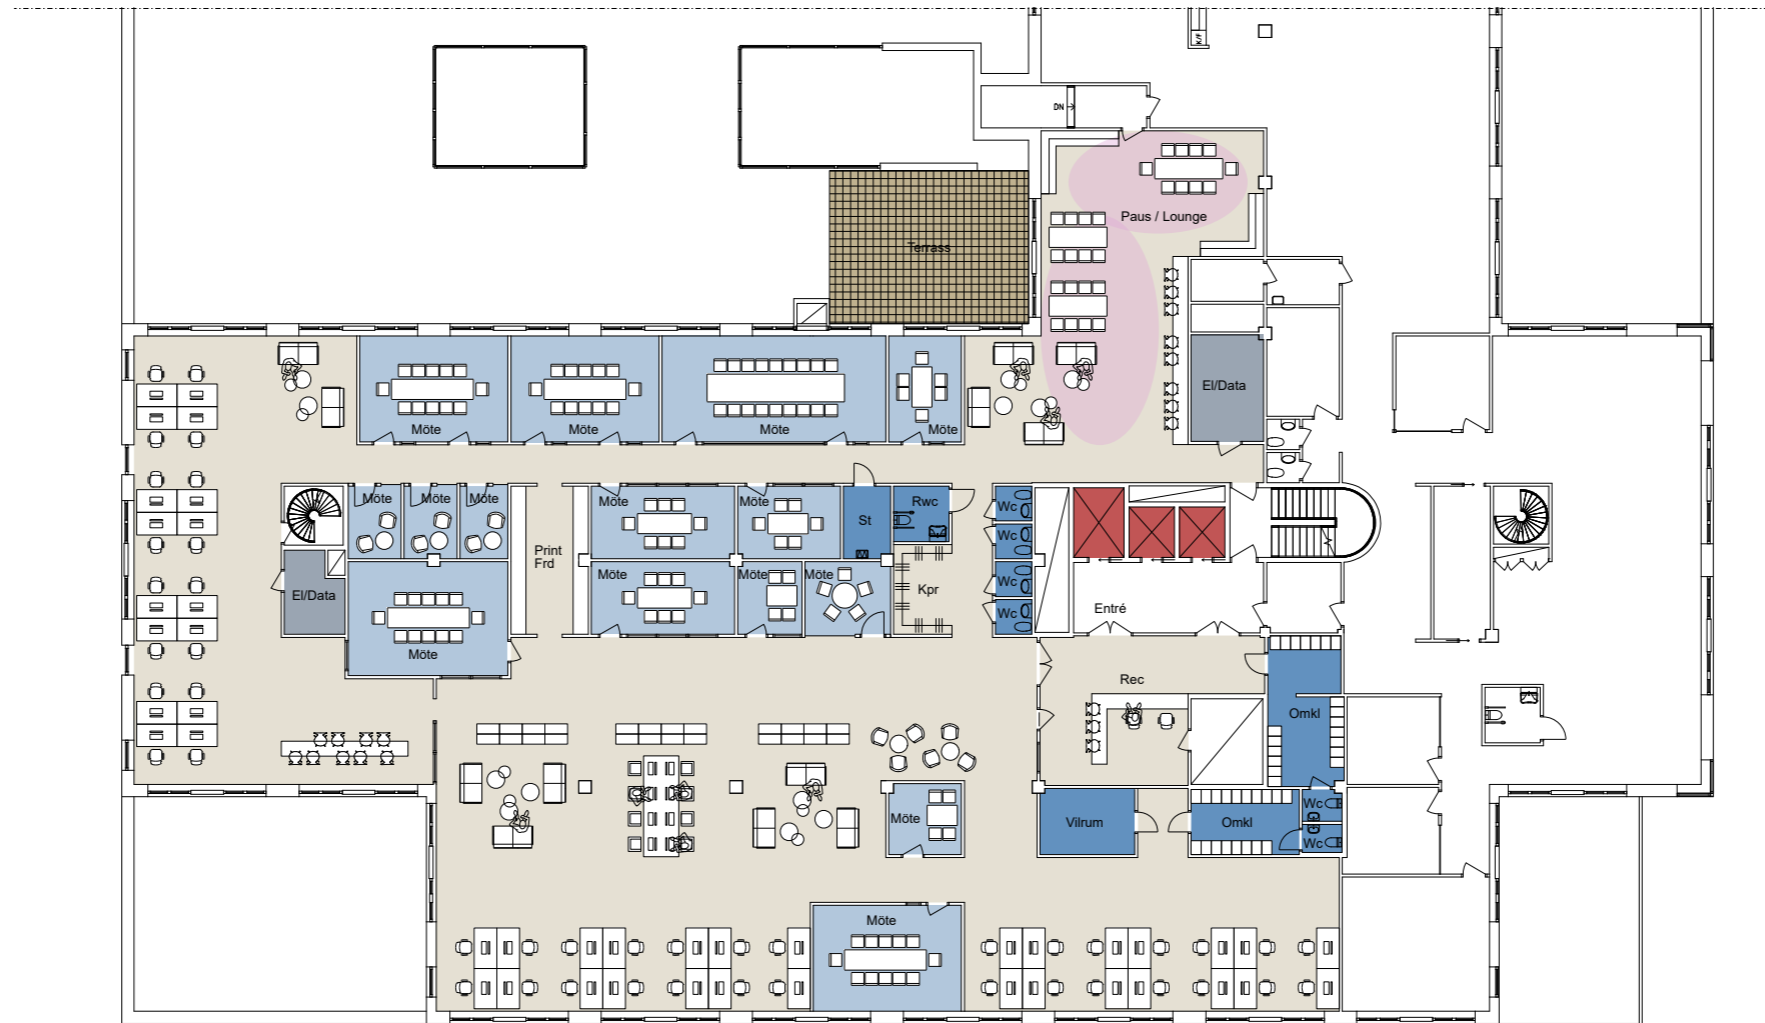 K/F
DN
Paus / Lounge
Terrass
El/Data
Möte
Möte
Möte
Möte
Möte
Möte
Möte
Möte
Möte
St
Rwc
Wc
Wc
Print
Frd
El/Data
Möte
Möte
Möte
Kpr
Wc
Wc
Entré
Möte
Rec
Omkl
Möte
Vilrum
Omkl
Wc
Wc
Möte